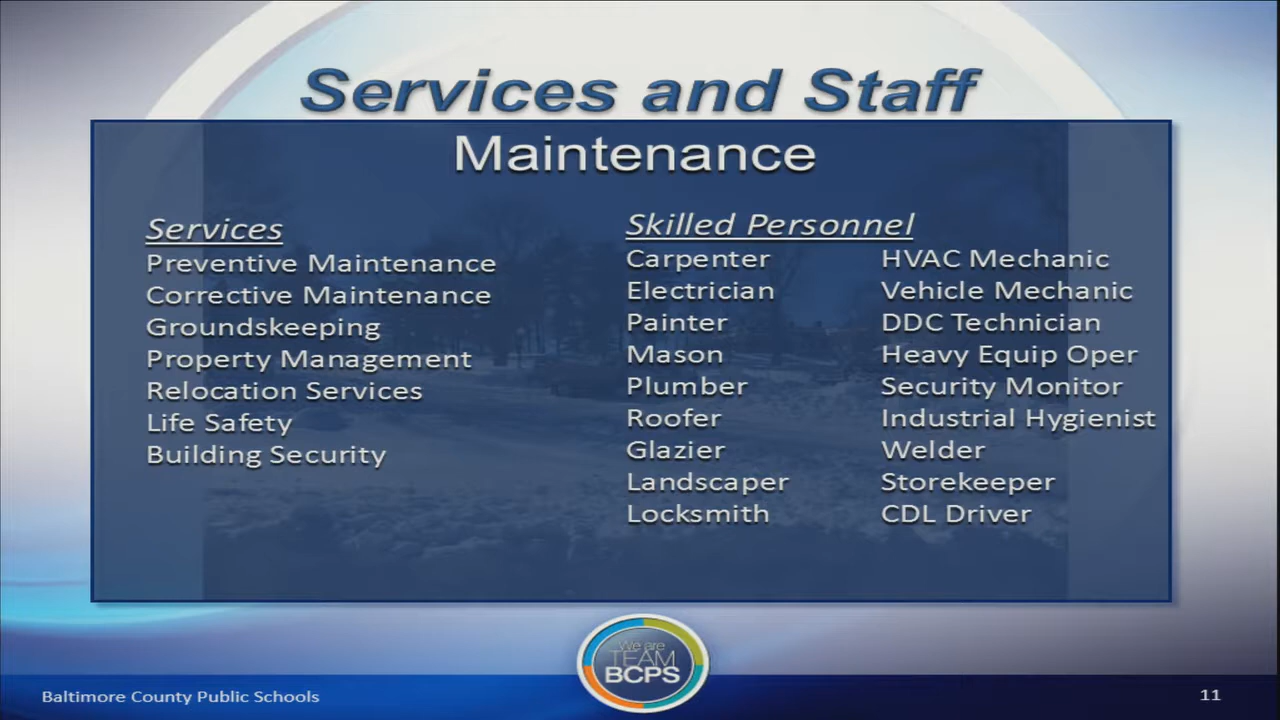 Services and Staff
Maintenance
Services
Preventive Maintenance
Corrective Maintenance
Groundskeeping
Property Management
Relocation Services
Life Safety
Building Security
Skilled Personnel
Carpenter
Electrician
Painter
Mason
Plumber
Roofer
Glazier
Landscaper
Locksmith
HVAC Mechanic
Vehicle Mechanic
DDC Technician
Heavy Equip Oper
Security Monitor
Industrial Hygienist
Welder
Storekeeper
CDL Driver
We are
TEAM
BCPS
Baltimore County Public Schools
11